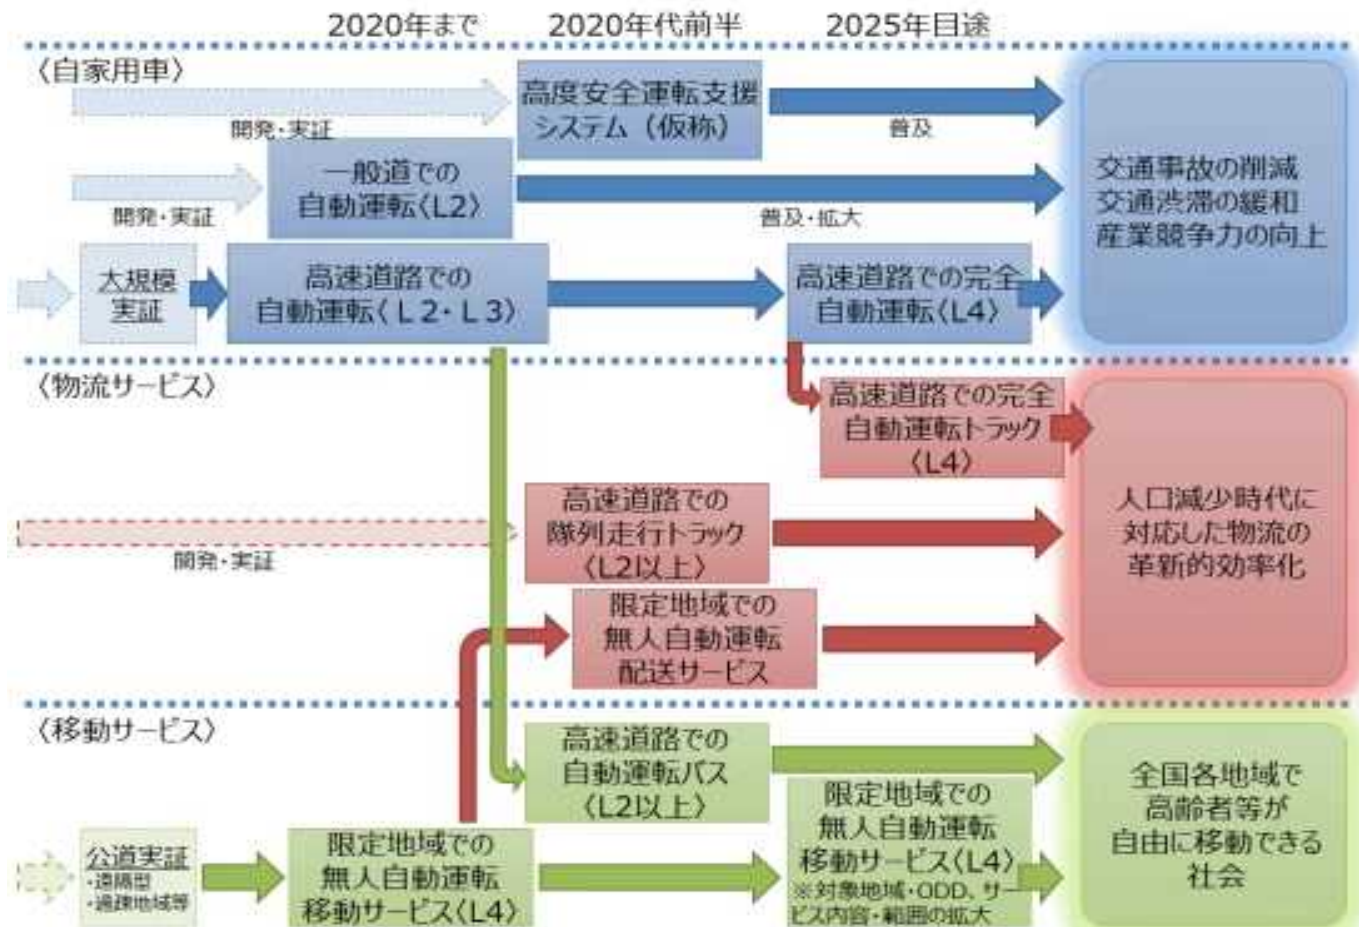 2020年まで
2020年代前半
2025年目途
〈自家用車〉
開発・実証
高度安全運転支援
システム（仮称）
普及
開発・実証
一般道での
自動運転〈L2〉
普及・拡大
大規模
実証
高速道路での
自動運転〈L2・L3〉
高速道路での完全
自動運転〈L4〉
交通事故の削減
交通渋滞の緩和
産業競争力の向上
〈物流サービス〉
高速道路での完全
自動運転トラック
〈L4〉
開発・実証
高速道路での
隊列走行トラック
〈L2以上〉
限定地域での
無人自動運転
配送サービス
人口減少時代に
対応した物流の
革新的効率化
〈移動サービス〉
高速道路での
自動運転バス
〈L2以上〉
公道実証
・遠隔型
・過疎地域等
限定地域での
無人自動運転
移動サービス〈L4〉
限定地域での
無人自動運転
移動サービス〈L4〉
※対象地域・ODD、サー
ビス内容・範囲の拡大
全国各地域で
高齢者等が
自由に移動できる
社会